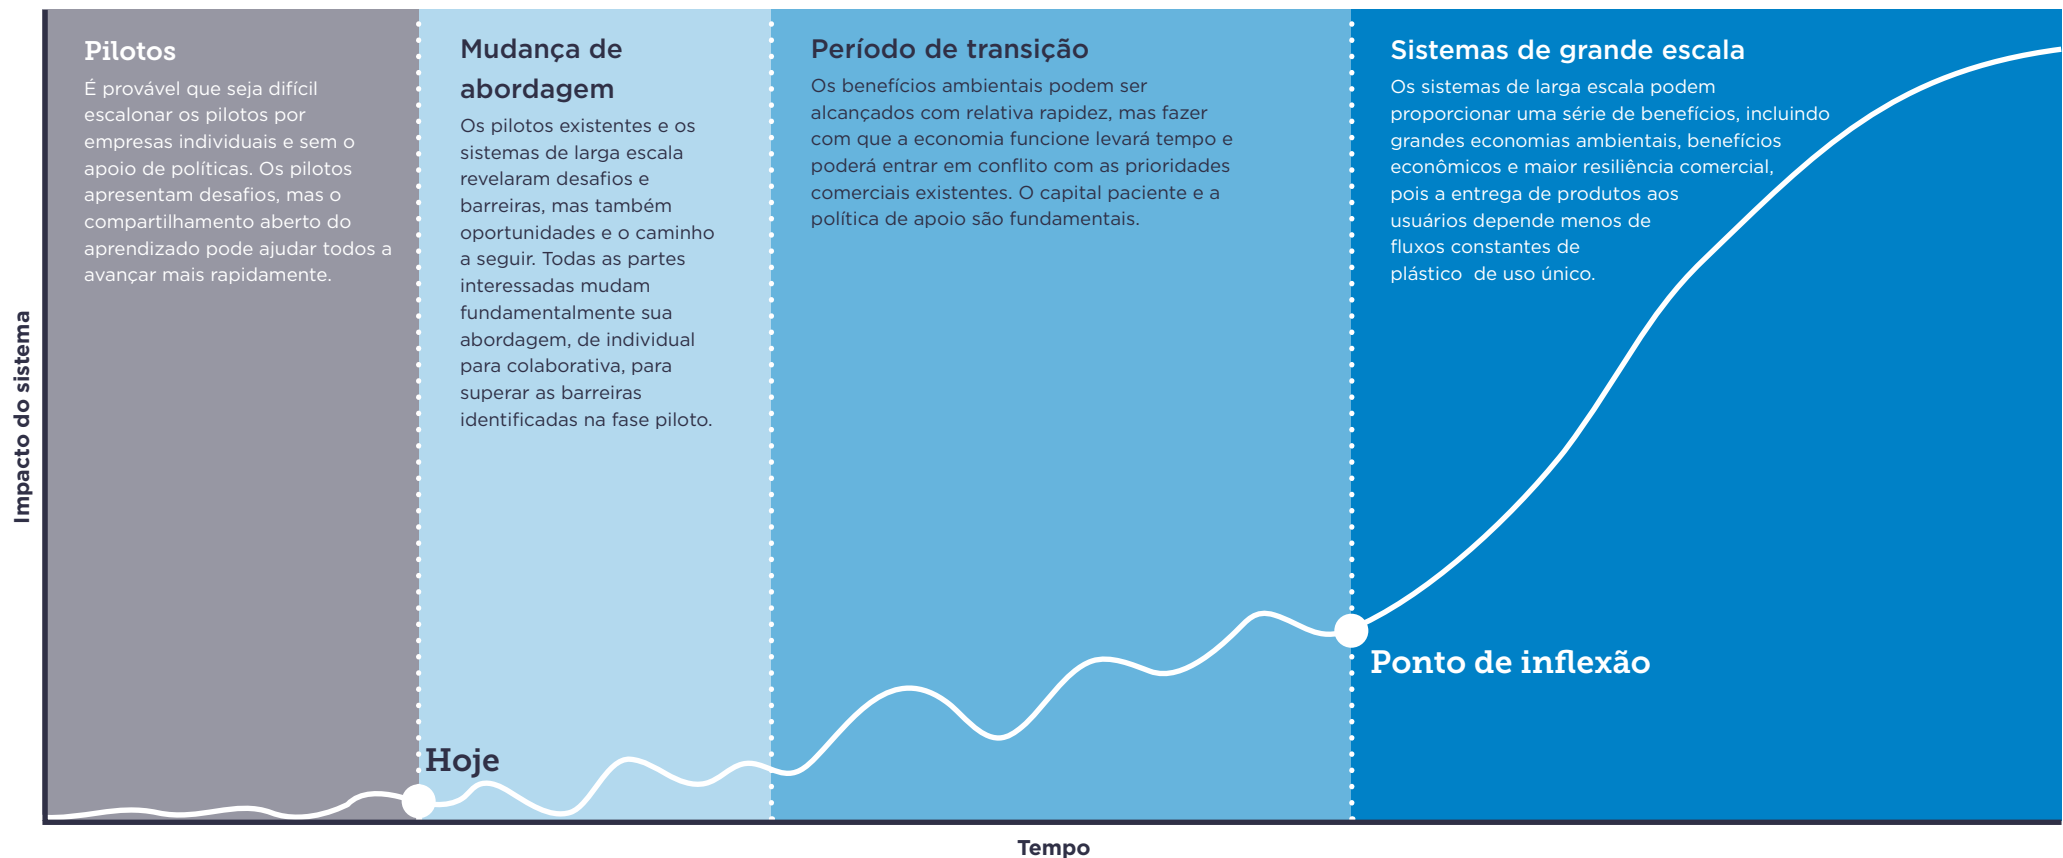 Pilotos
É provável que seja difícil
escalonar os pilotos por
empresas individuais e sem o
apoio de políticas. Os pilotos
apresentam desafios, mas o
compartilhamento aberto do
aprendizado pode ajudar todos a
avançar mais rapidamente.
Mudança de
abordagem
Os pilotos existentes e os
sistemas de larga escala
revelaram desafios e
barreiras, mas também
oportunidades e o caminho
a seguir. Todas as partes
interessadas mudam
fundamentalmente sua
abordagem, de individual
para colaborativa, para
superar as barreiras
identificadas na fase piloto.
Período de transição
Os benefícios ambientais podem ser
alcançados com relativa rapidez, mas fazer
com que a economia funcione levará tempo e
poderá entrar em conflito com as prioridades
comerciais existentes. O capital paciente e a
política de apoio são fundamentais.
Sistemas de grande escala
Os sistemas de larga escala podem
proporcionar uma série de benefícios, incluindo
grandes economias ambientais, benefícios
econômicos e maior resiliência comercial,
pois a entrega de produtos aos
usuários depende menos de
fluxos constantes de
plástico de uso único.
Impacto do sistema
Hoje
Ponto de inflexão
Tempo